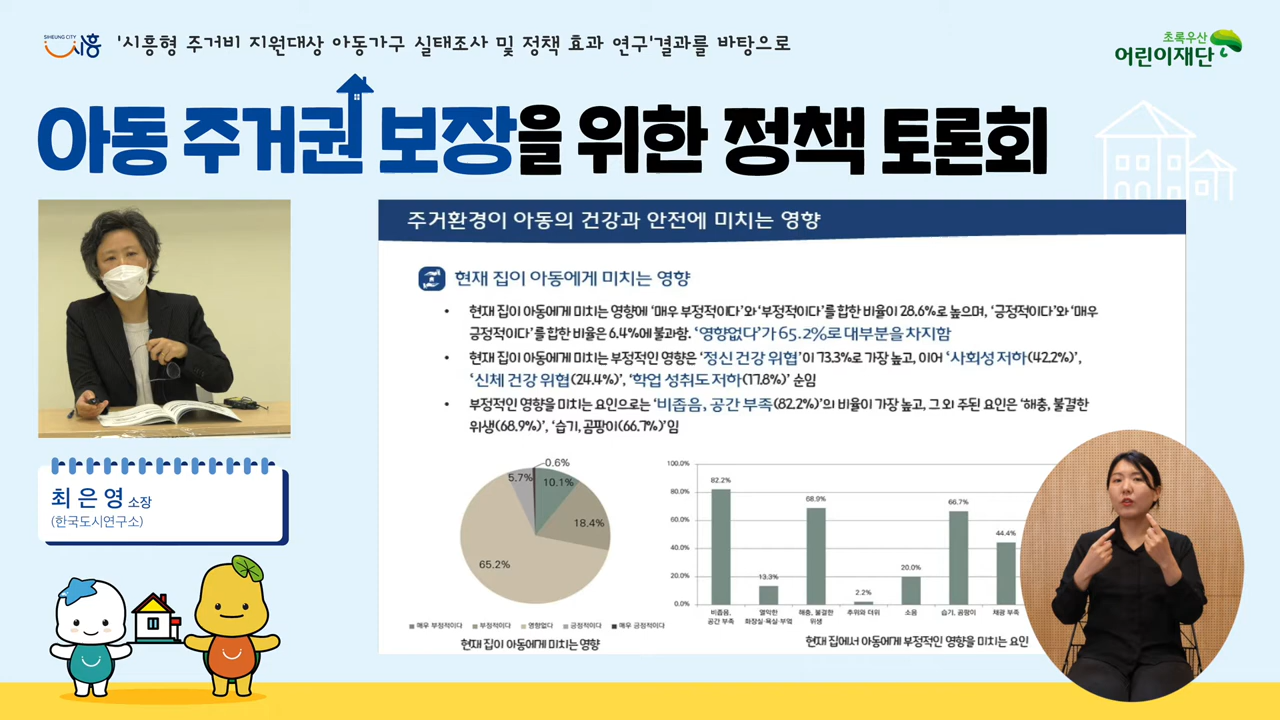 SIHEUNG CITY
시흥
'시흥형 주거비 지원대상 아동가구 실태조사 및 정책 효과 연구'결과를 바탕으로
초록우산
어린이재단
아동 주거권 보장을 위한 정책 토론회
주거환경이 아동의 건강과 안전에 미치는 영향
현재 집이 아동에게 미치는 영향
• 현재 집이 아동에게 미치는 영향에 '매우 부정적이다'와 '부정적이다'를 합한 비율이 28.6%로 높으며, '긍정적이다'와 '매우
긍정적이다'를 합한 비율은 6.4%에 불과함. '영향없다'가 65.2%로 대부분을 차지함
• 현재 집이 아동에게 미치는 부정적인 영향은 '정신 건강 위협'이 73.3%로 가장 높고, 이어 '사회성 저하(42.2%)',
'신체 건강 위협(24.4%)', '학업 성취도 저하(17.8%)' 순임
• 부정적인 영향을 미치는 요인으로는 '비좁음, 공간 부족(82.2%)'의 비율이 가장 높고, 그 외 주된 요인은 '해충, 불결한
위생(68.9%)', '습기, 곰팡이(66.7%)'임
0.6%
5.7%
10.1%
18.4%
65.2%
■ 매우 부정적이다 ■ 부정적이다 ■ 영향없다 ■ 긍정적이다 ■ 매우 긍정적이다
현재 집이 아동에게 미치는 영향
100.0%
80.0%
60.0%
40.0%
20.0%
0.0%
82.2%
13.3%
68.9%
2.2%
20.0%
66.7%
44.4%
비좁음,
공간 부족
열악한
화장실·욕실·부엌
해충, 불결한
위생
추위와 더위
소음
습기, 곰팡이
채광 부족
현재 집에서 아동에게 부정적인 영향을 미치는 요인
최은영 소장
(한국도시연구소)